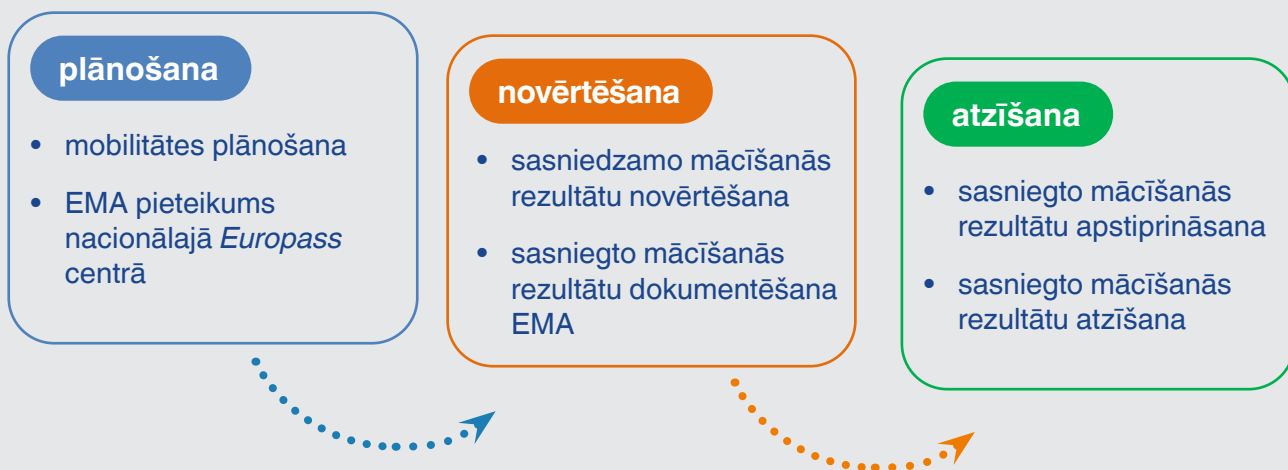 plānošana
• mobilitātes plānošana
• EMA pieteikums
nacionālajā Europass
centrā
novērtēšana
• sasniedzamo mācīšanās
rezultātu novērtēšana
• sasniegto mācīšanās
rezultātu dokumentēšana
EMA
atzīšana
• sasniegto mācīšanās
rezultātu apstiprināsana
• sasniegto mācīšanās
rezultātu atzīšana